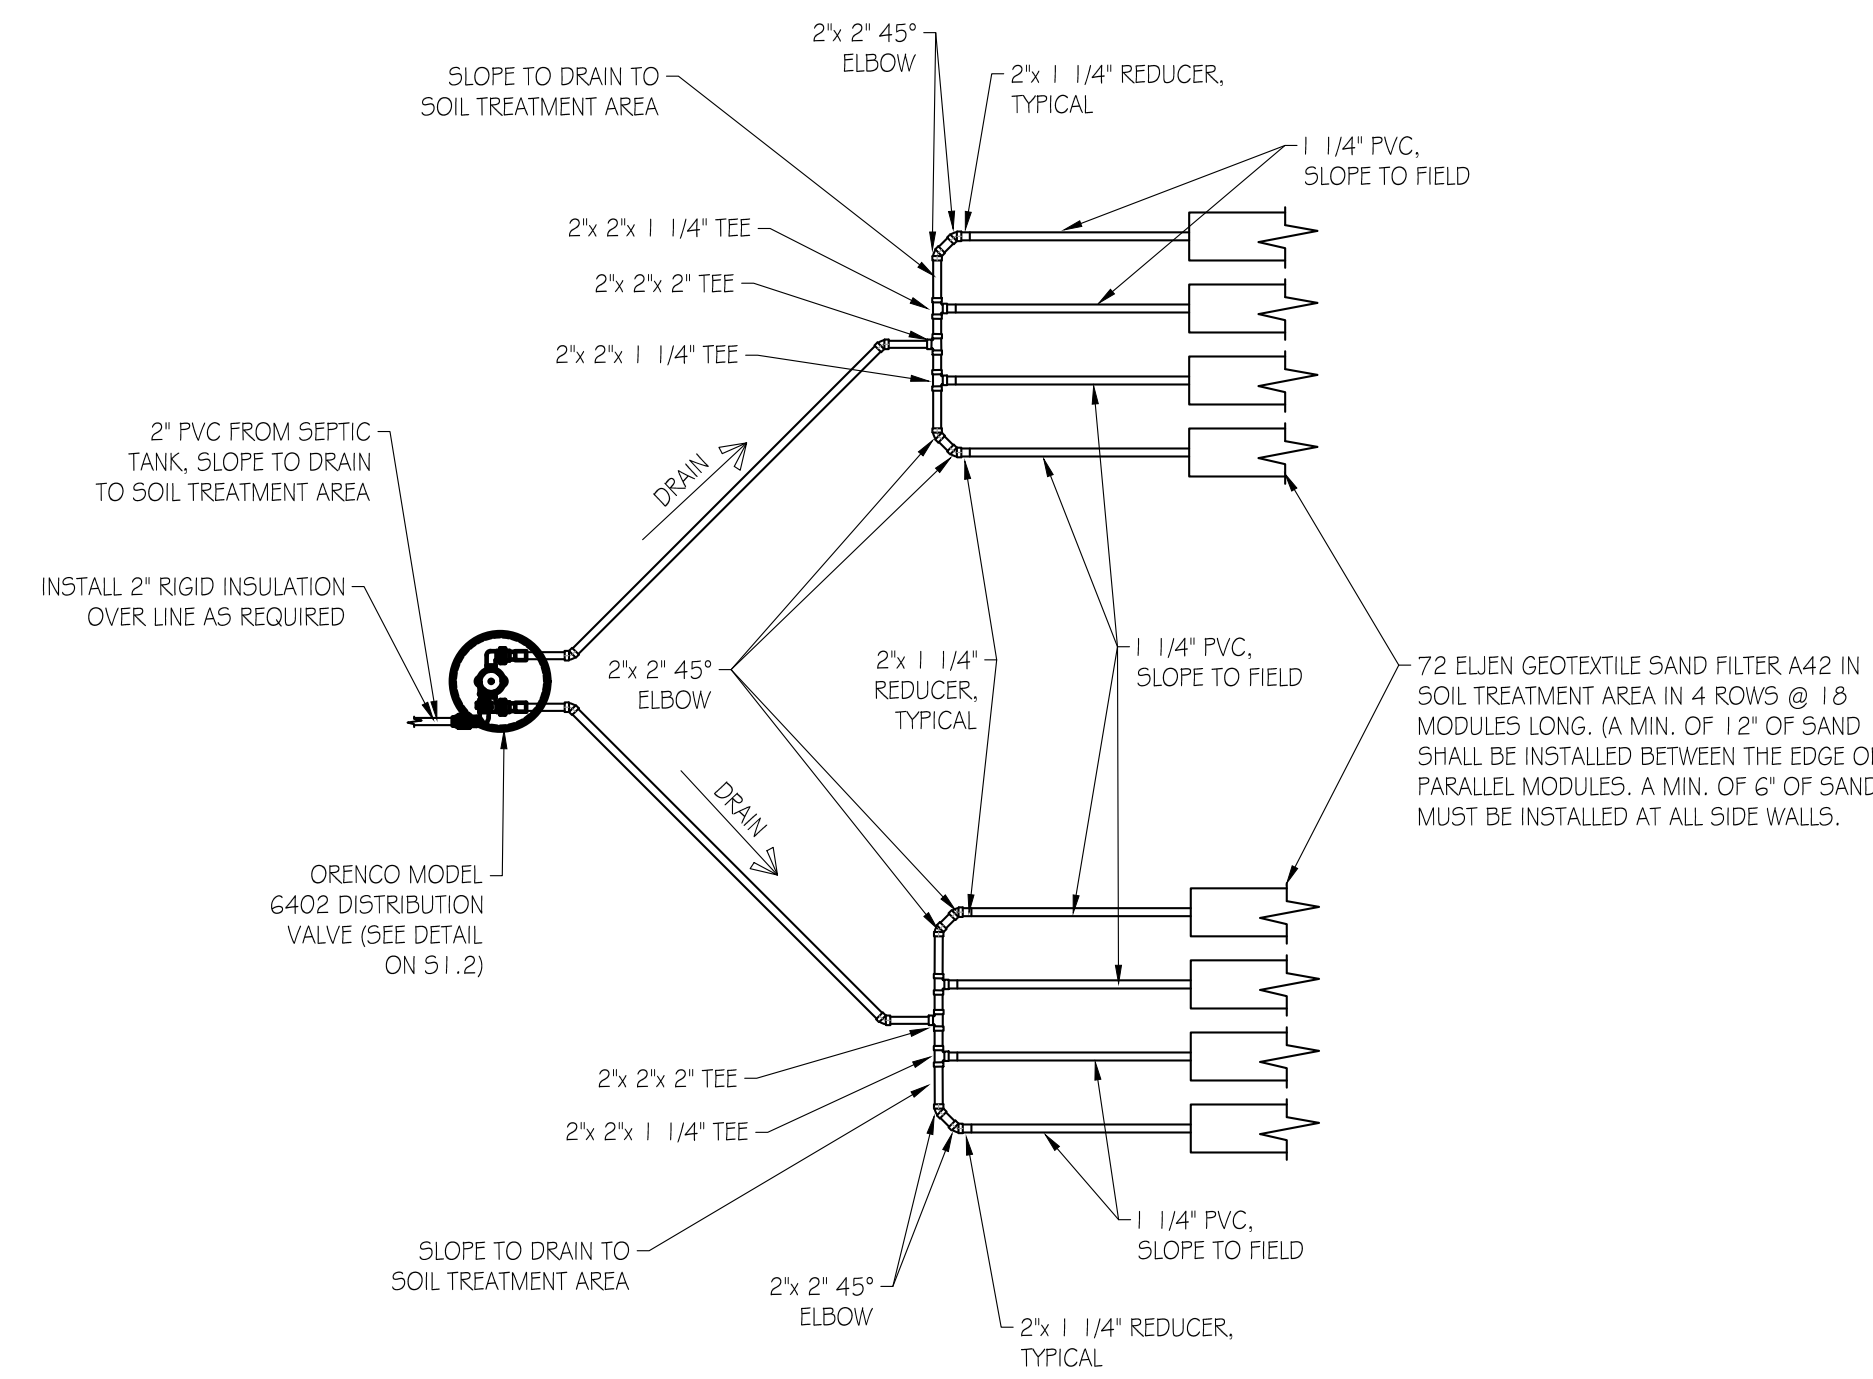 2"x 2" 45°
ELBOW
SLOPE TO DRAIN TO
SOIL TREATMENT AREA
2"x 1 1/4" REDUCER,
TYPICAL
1 1/4" PVC,
SLOPE TO FIELD
2"x 2"x 1 1/4" TEE
2"x 2"x 2" TEE
2"x 2"x 1 1/4" TEE
2" PVC FROM SEPTIC
TANK, SLOPE TO DRAIN
TO SOIL TREATMENT AREA
DRAIN
INSTALL 2" RIGID INSULATION
OVER LINE AS REQUIRED
2"x 2" 45°
ELBOW
2"x 1 1/4"
REDUCER,
TYPICAL
1 1/4" PVC,
SLOPE TO FIELD
72 ELJEN GEOTEXTILE SAND FILTER A42 IN
SOIL TREATMENT AREA IN 4 ROWS @ 18
MODULES LONG. (A MIN. OF 12" OF SAND
SHALL BE INSTALLED BETWEEN THE EDGE OF
PARALLEL MODULES. A MIN. OF 6" OF SAND
MUST BE INSTALLED AT ALL SIDE WALLS.
DRAIN
ORENCO MODEL
6402 DISTRIBUTION
VALVE (SEE DETAIL
ON S1.2)
2"x 2"x 2" TEE
2"x 2"x 1 1/4" TEE
1 1/4" PVC,
SLOPE TO FIELD
SLOPE TO DRAIN TO
SOIL TREATMENT AREA
2"x 2" 45°
ELBOW
2"x 1 1/4" REDUCER,
TYPICAL